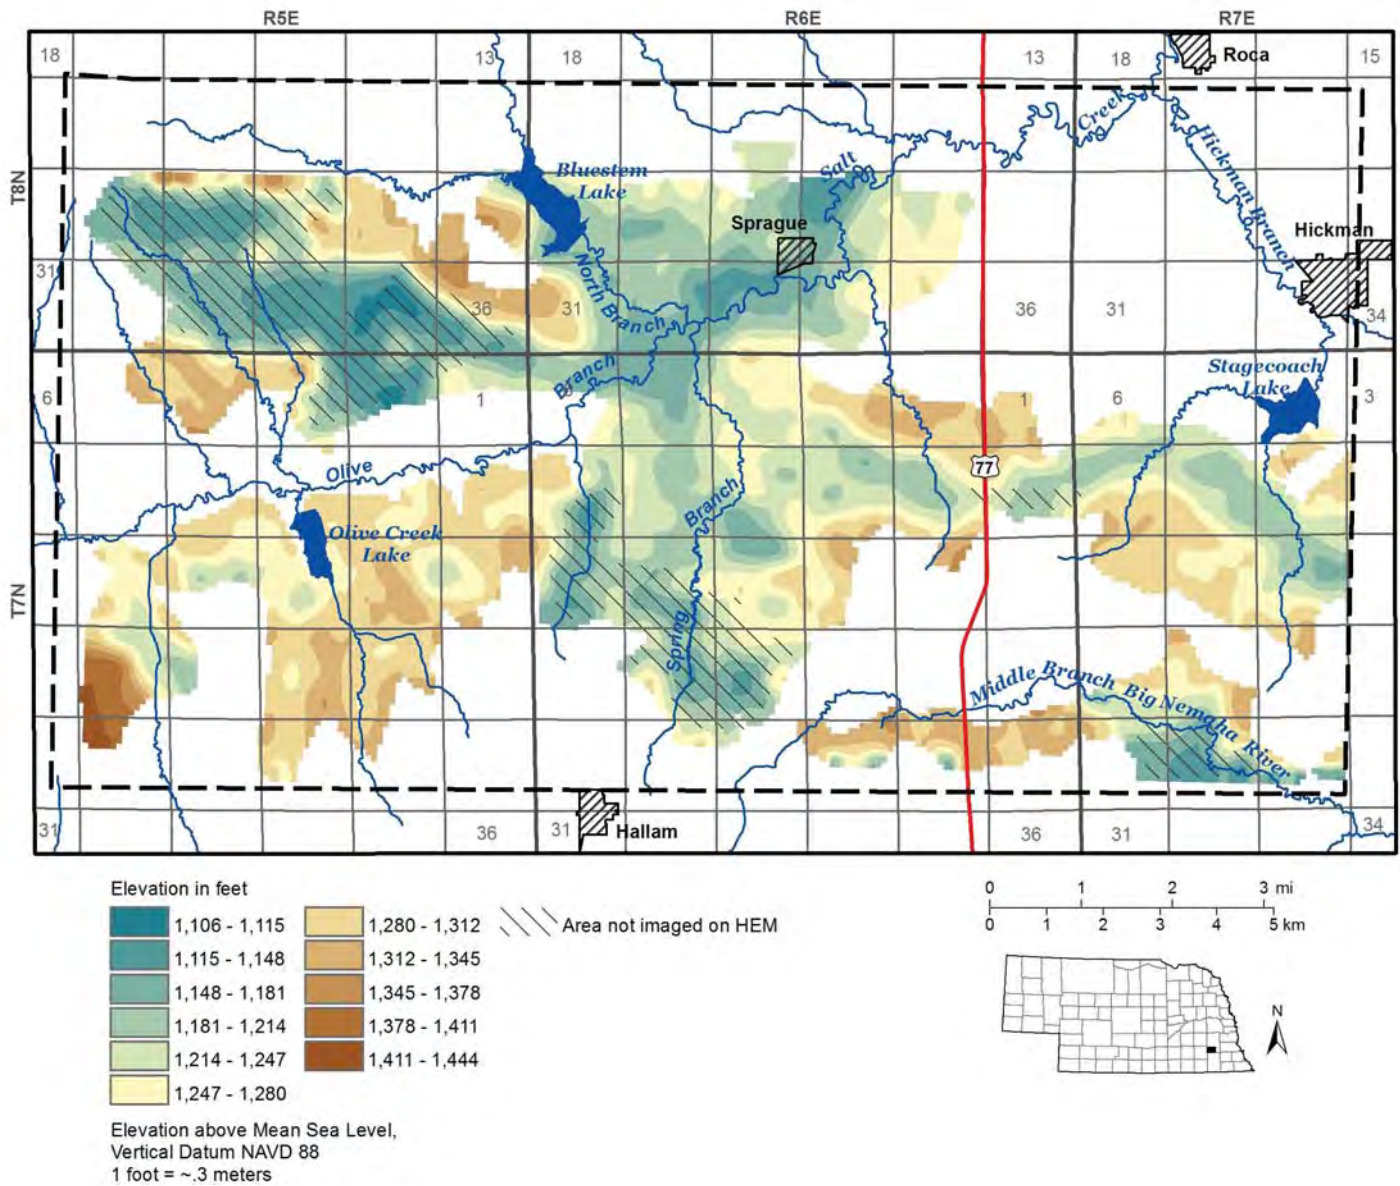 R5E
R6E
R7E
18
13
18
13
18
15
Roca
Creek
Hickman Branch
T8N
Bluestem
Lake
Salt
Sprague
Hickman
31
36
31
North Branch
36
31
34
Branch
Stagecoach
Lake
6
1
1
6
3
Olive
77
Branch
Olive Creek
Lake
T7N
Spring
Middle Branch Big Nemaha River
31
36
31
Hallam
36
31
34
Elevation in feet
1,106 - 1,115
1,115 - 1,148
1,148 - 1,181
1,181 - 1,214
1,214 - 1,247
1,247 - 1,280
1,280 - 1,312
1,312 - 1,345
1,345 - 1,378
1,378 - 1,411
1,411 - 1,444
Area not imaged on HEM
0 1 2 3 mi
0 1 2 3 4 5 km
N
Elevation above Mean Sea Level,
Vertical Datum NAVD 88
1 foot = ~.3 meters